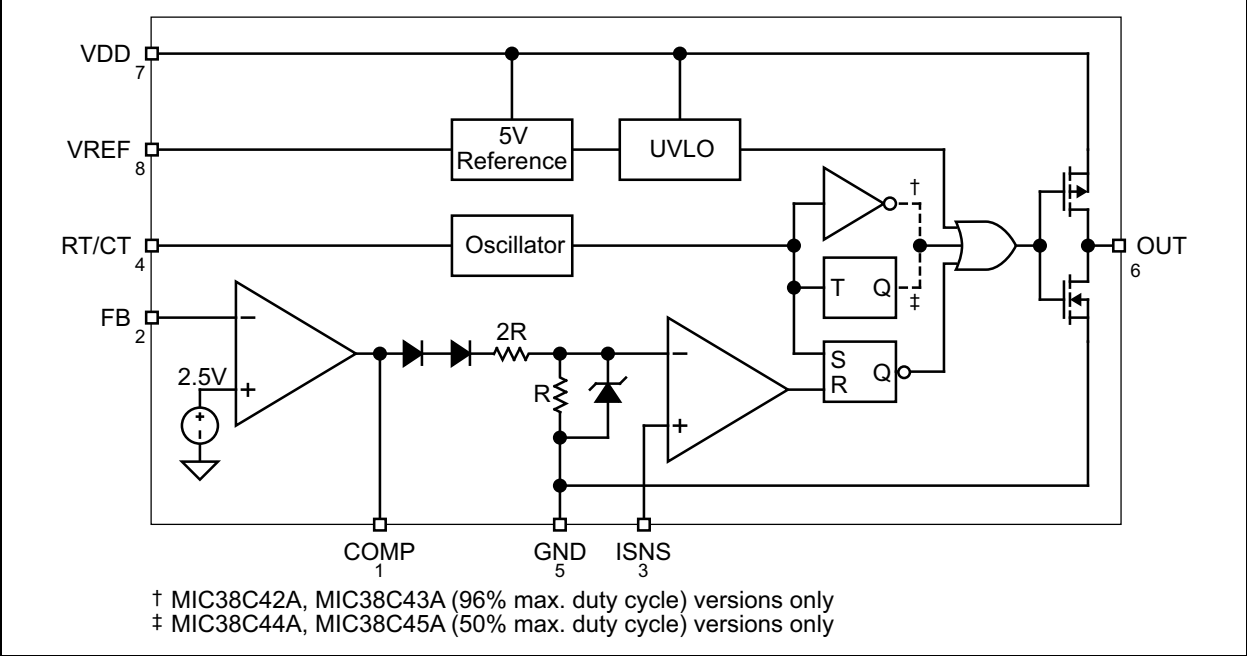 VDD
7
5V
Reference
UVLO
VREF
8
†
RT/CT
4
Oscillator
OUT
6
T Q
‡
FB
2
−
2R
−
S
R
Q
2.5V
+
R
+
-
+
COMP
1
GND
5
ISNS
3
† MIC38C42A, MIC38C43A (96% max. duty cycle) versions only
‡ MIC38C44A, MIC38C45A (50% max. duty cycle) versions only